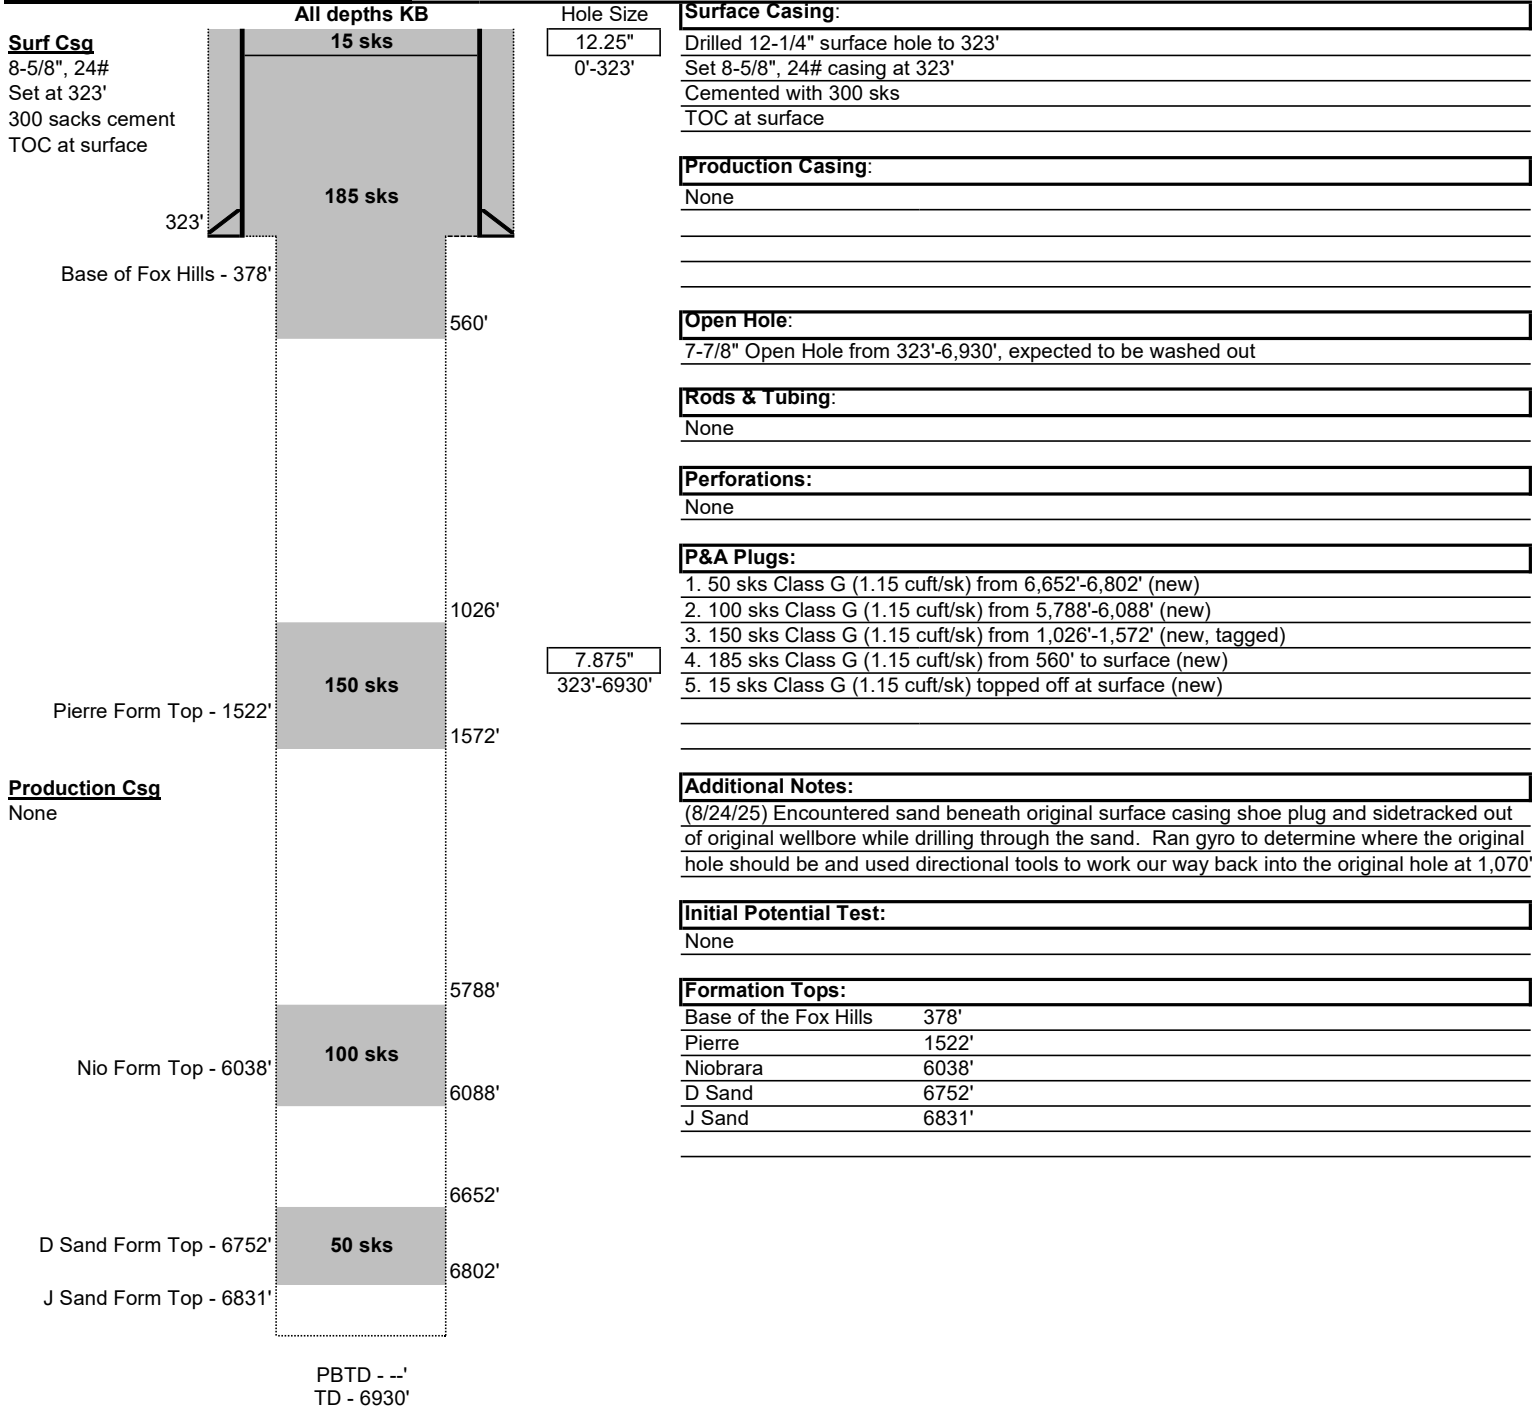 All depths KB
Hole Size
Surf Csg
8-5/8", 24#
Set at 323'
300 sacks cement
TOC at surface
15 sks
12.25"
0'-323'
185 sks
323'
Base of Fox Hills - 378'
560'
1026'
150 sks
7.875"
323'-6930'
Pierre Form Top - 1522'
1572'
Production Csg
None
5788'
100 sks
Nio Form Top - 6038'
6088'
6652'
D Sand Form Top - 6752'
50 sks
6802'
J Sand Form Top - 6831'
PBTD - --'
TD - 6930'
Surface Casing:
Drilled 12-1/4" surface hole to 323'
Set 8-5/8", 24# casing at 323'
Cemented with 300 sks
TOC at surface
Production Casing:
None
Open Hole:
7-7/8" Open Hole from 323'-6,930', expected to be washed out
Rods & Tubing:
None
Perforations:
None
P&A Plugs:
1. 50 sks Class G (1.15 cuft/sk) from 6,652'-6,802' (new)
2. 100 sks Class G (1.15 cuft/sk) from 5,788'-6,088' (new)
3. 150 sks Class G (1.15 cuft/sk) from 1,026'-1,572' (new, tagged)
4. 185 sks Class G (1.15 cuft/sk) from 560' to surface (new)
5. 15 sks Class G (1.15 cuft/sk) topped off at surface (new)
Additional Notes:
(8/24/25) Encountered sand beneath original surface casing shoe plug and sidetracked out
of original wellbore while drilling through the sand.  Ran gyro to determine where the original
hole should be and used directional tools to work our way back into the original hole at 1,070'
Initial Potential Test:
None
Formation Tops:
Base of the Fox Hills 378'
Pierre 1522'
Niobrara 6038'
D Sand 6752'
J Sand 6831'